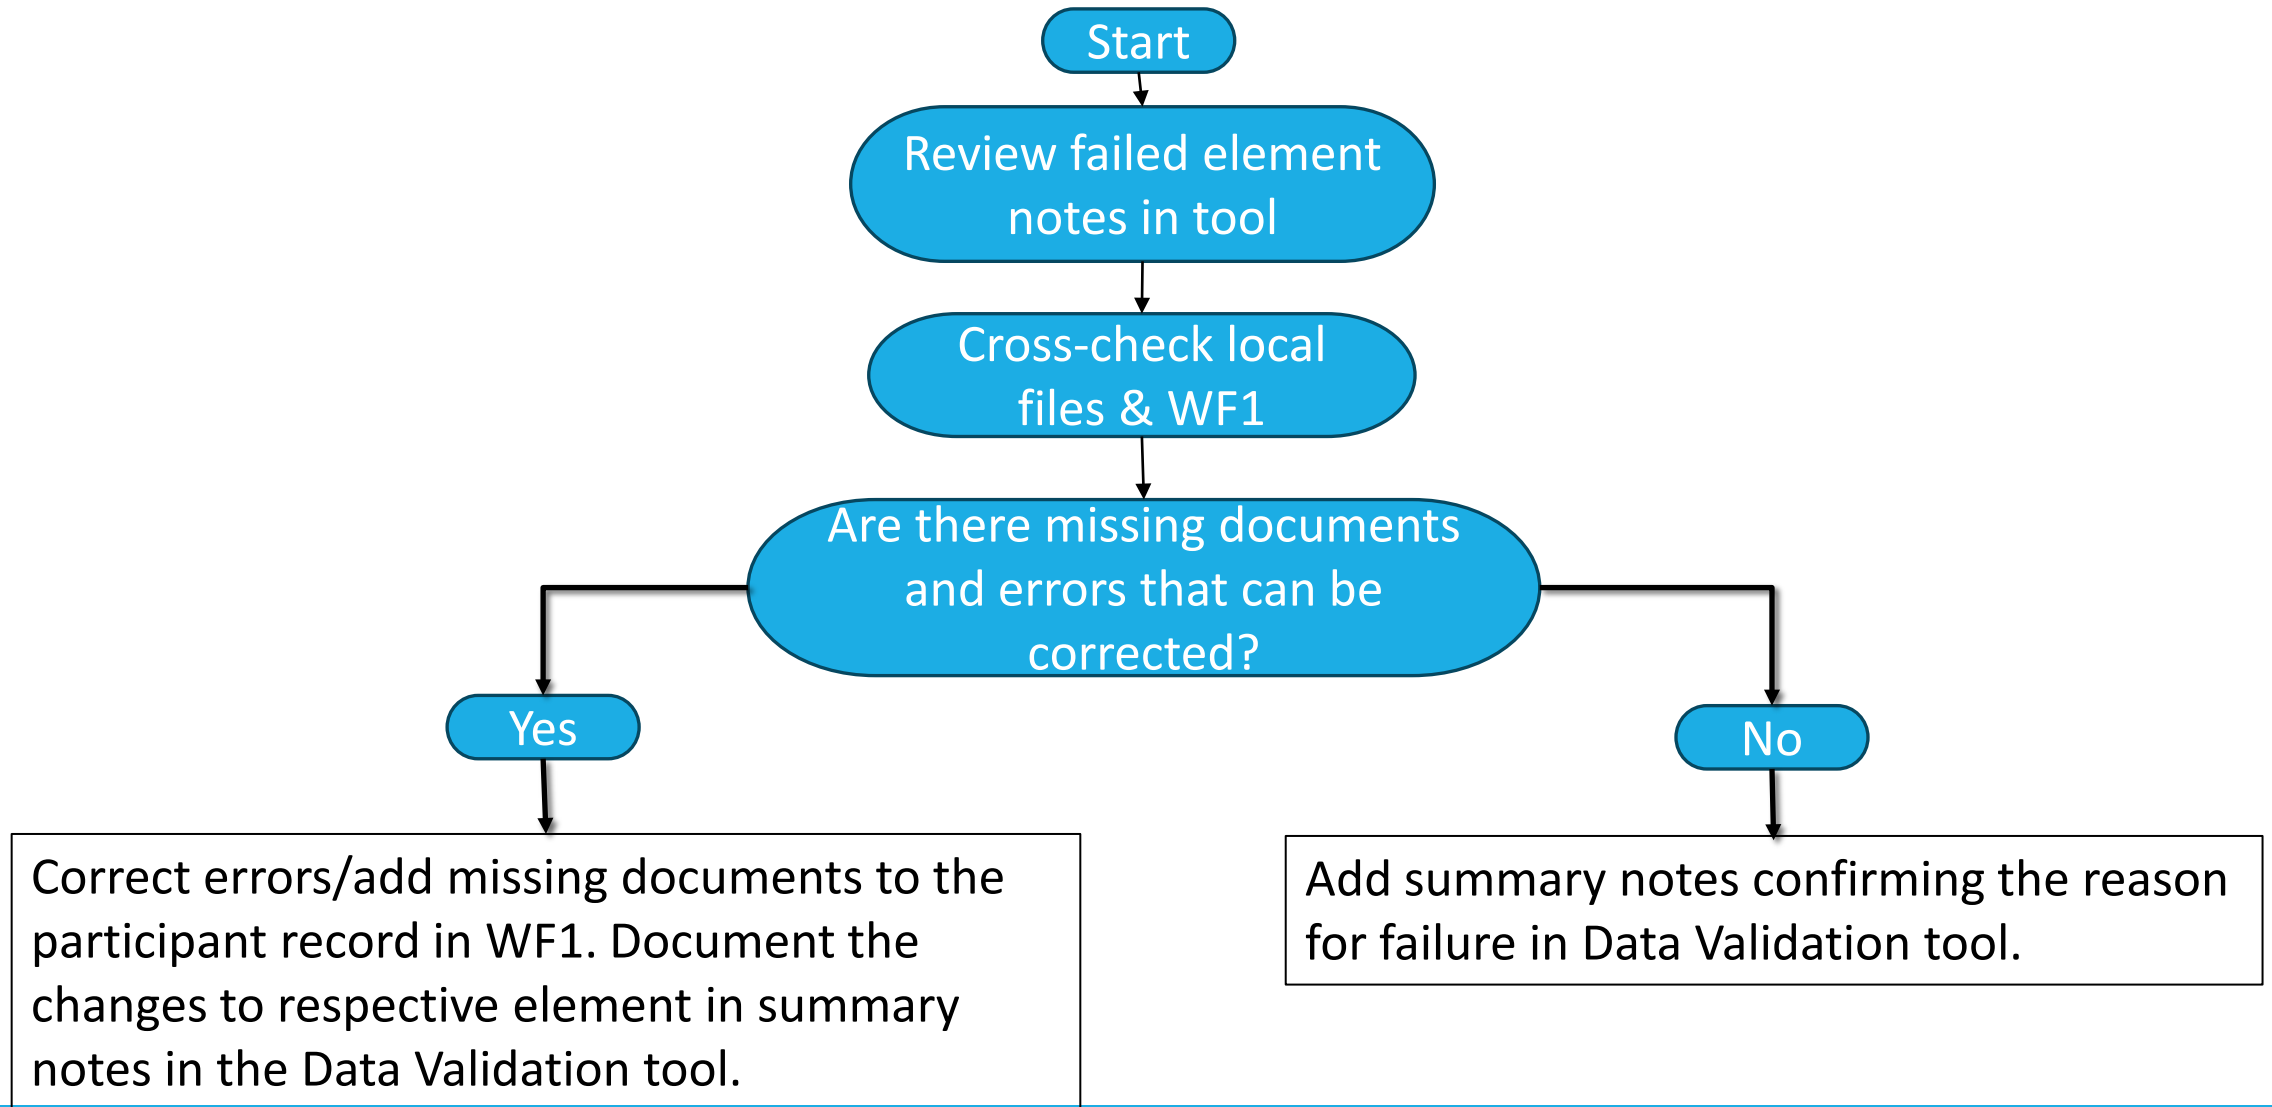 Start
Review failed element
notes in tool
Cross-check local
files & WF1
Are there missing documents
and errors that can be
corrected?
Yes
No
Correct errors/add missing documents to the
participant record in WF1. Document the
changes to respective element in summary
notes in the Data Validation tool.
Add summary notes confirming the reason
for failure in Data Validation tool.